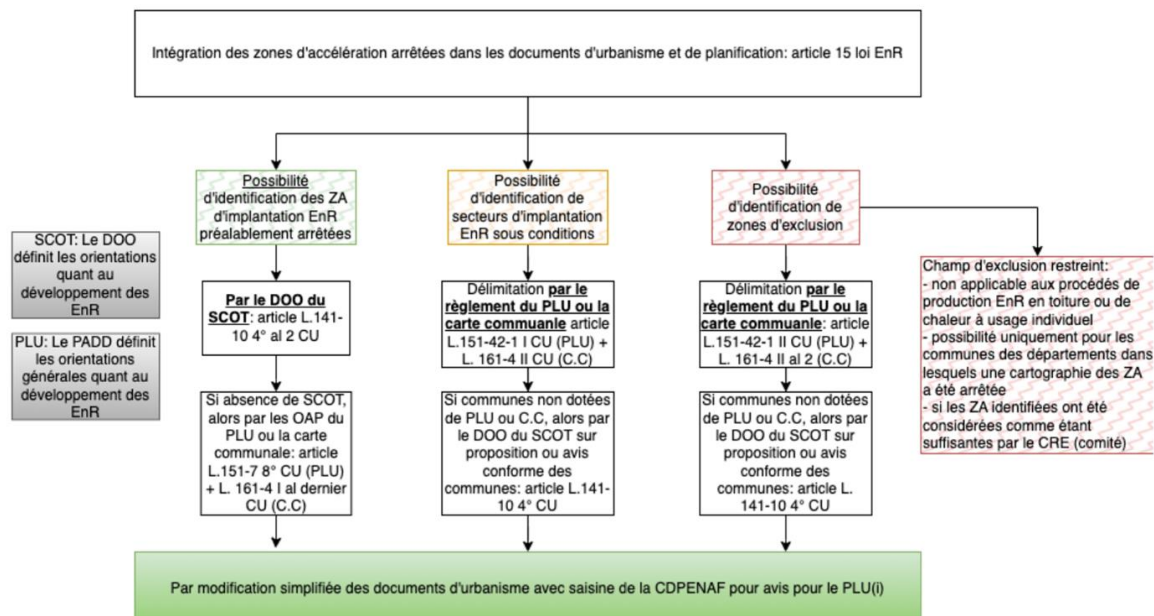 Intégration des zones d'accélération arrêtées dans les documents d'urbanisme et de planification: article 15 loi EnR
SCOT: Le DOO
définit les orientations
quant au
développement des
EnR
PLU: Le PADD définit
les orientations
générales quant au
développement des
EnR
Possibilité
d'identification des ZA
d'implantation EnR
préalablement arrêtées
Par le DOO du
SCOT: article L.141-
10 4° al 2 CU
Si absence de SCOT,
alors par les OAP du
PLU ou la carte
communale: article
L.151-7 8° CU (PLU)
+ L. 161-4 I al dernier
CU (C.C)
Possibilité
d'identification de
secteurs d'implantation
EnR sous conditions
Délimitation par le
règlement du PLU ou la
carte commuanle article
L.151-42-1 I CU (PLU) +
L. 161-4 II CU (C.C)
Si communes non dotées
de PLU ou C.C, alors par
le DOO du SCOT sur
proposition ou avis
conforme des
communes: article L.141-
10 4° CU
Possibilité
d'identification de
zones d'exclusion
Délimitation par le
règlement du PLU ou la
carte commuanle: article
L.151-42-1 II CU (PLU) +
L. 161-4 II al 2 (C.C)
Si communes non dotées
de PLU ou C.C, alors par
le DOO du SCOT sur
proposition ou avis
conforme des
communes: article L.
141-10 4° CU
Champ d'exclusion restreint:
- non applicable aux procédés de
production EnR en toiture ou de
chaleur à usage individuel
- possibilité uniquement pour les
communes des départements dans
lesquels une cartographie des ZA
a été arrêtée
- si les ZA identifiées ont été
considérées comme étant
suffisantes par le CRE (comité)
Par modification simplifiée des documents d'urbanisme avec saisine de la CDPENAF pour avis pour le PLU(i)